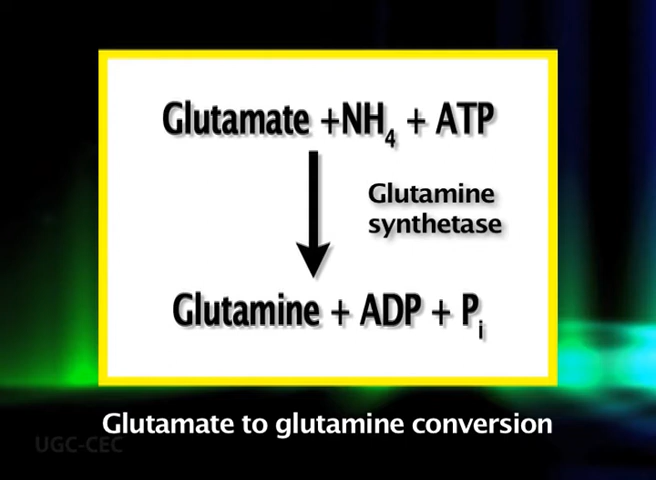 Glutamate +NH₄ + ATP
Glutamine
synthetase
Glutamine + ADP + Pᵢ
Glutamate to glutamine conversion
UGC-CEC